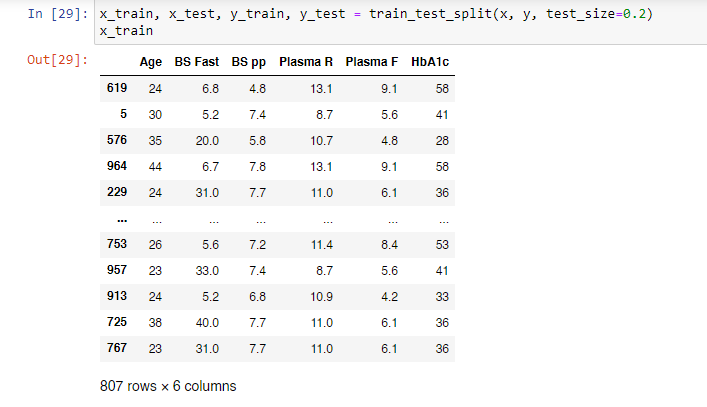 In [29]: x_train, x_test, y_train, y_test = train_test_split(x, y, test_size=0.2)
x_train
Out[29]:
Age BS Fast BS pp Plasma R Plasma F HbA1c
619 24 6.8 4.8 13.1 9.1 58
5 30 5.2 7.4 8.7 5.6 41
576 35 20.0 5.8 10.7 4.8 28
964 44 6.7 7.8 13.1 9.1 58
229 24 31.0 7.7 11.0 6.1 36
... ... ... ... ... ... ...
753 26 5.6 7.2 11.4 8.4 53
957 23 33.0 7.4 8.7 5.6 41
913 24 5.2 6.8 10.9 4.2 33
725 38 40.0 7.7 11.0 6.1 36
767 23 31.0 7.7 11.0 6.1 36
807 rows × 6 columns